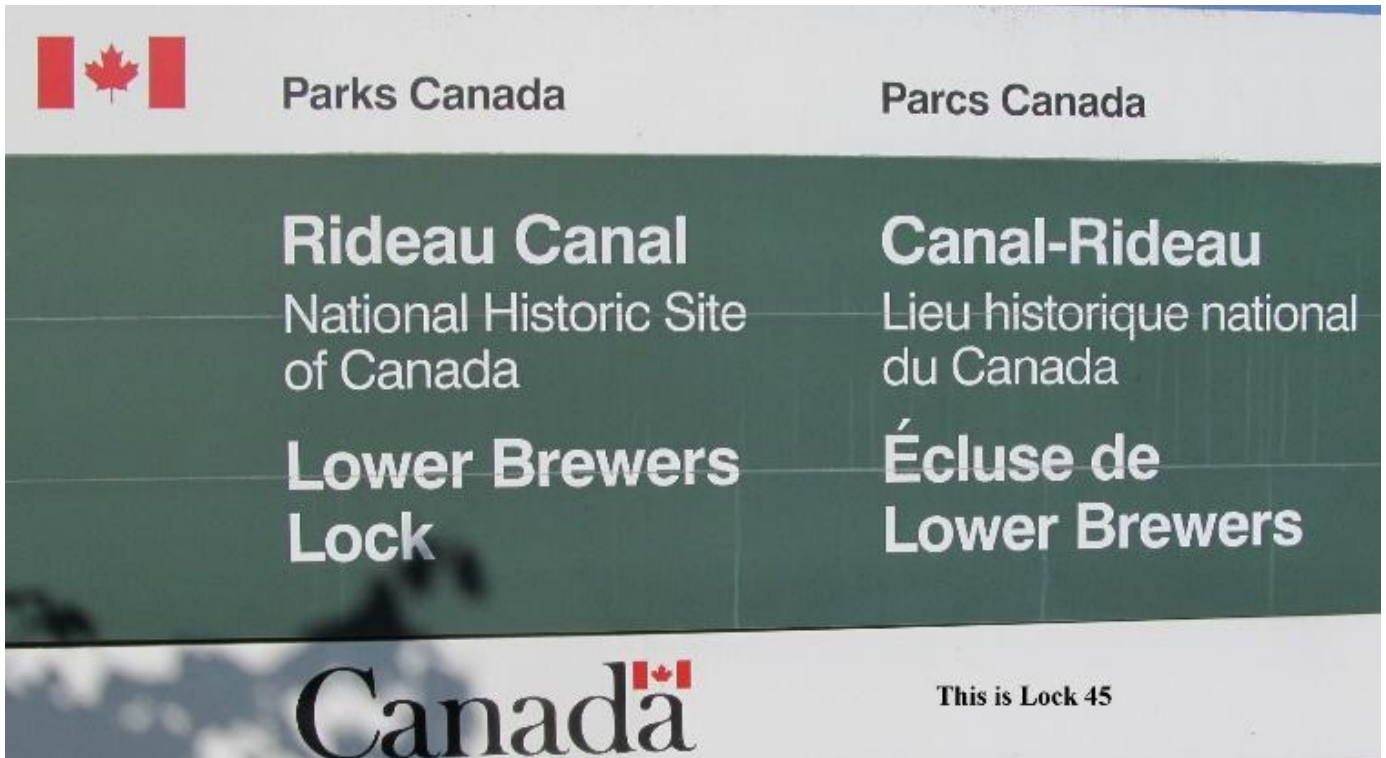 Parks Canada
Parcs Canada
Rideau Canal
National Historic Site
of Canada
Lower Brewers
Lock
Canal-Rideau
Lieu historique national
du Canada
Écluse de
Lower Brewers
Canada
This is Lock 45